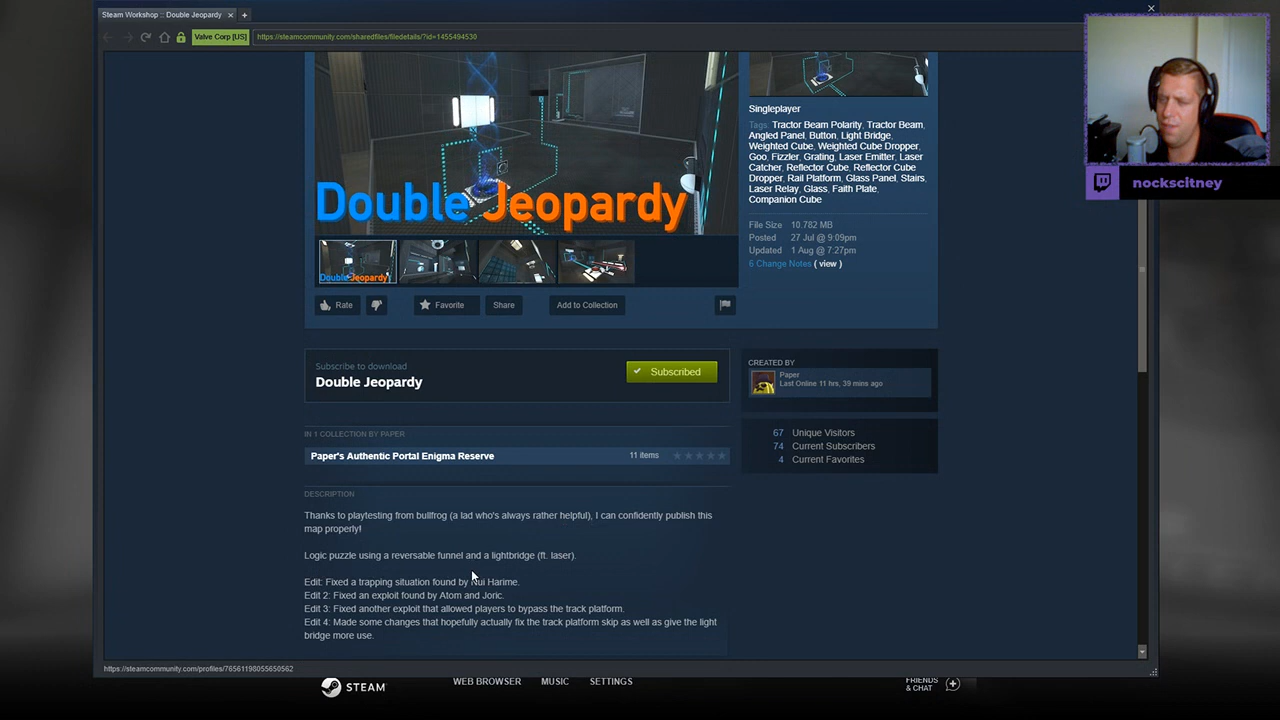 Steam Workshop :: Double Jeopardy
Valve Corp [US]
https://steamcommunity.com/sharedfiles/filedetails/?id=1455494530
nockscitney
Double Jeopardy
Double Jeopardy
Singleplayer
Tags: Tractor Beam Polarity, Tractor Beam,
Angled Panel, Button, Light Bridge,
Weighted Cube, Weighted Cube Dropper,
Goo, Fizzler, Grating, Laser Emitter, Laser
Catcher, Reflector Cube, Reflector Cube
Dropper, Rail Platform, Glass Panel, Stairs,
Laser Relay, Glass, Faith Plate,
Companion Cube
File Size 10.782 MB
Posted 27 Jul @ 9:09pm
Updated 1 Aug @ 7:27pm
6 Change Notes ( view )
Rate
Favorite
Share
Add to Collection
Subscribe to download
Double Jeopardy
Subscribed
CREATED BY
Paper
Last Online 11 hrs, 39 mins ago
IN 1 COLLECTION BY PAPER
Paper's Authentic Portal Enigma Reserve 11 items
67 Unique Visitors
74 Current Subscribers
4 Current Favorites
DESCRIPTION
Thanks to playtesting from bullfrog (a lad who's always rather helpful), I can confidently publish this
map properly!
Logic puzzle using a reversable funnel and a lightbridge (ft. laser).
Edit: Fixed a trapping situation found by Nui Harime.
Edit 2: Fixed an exploit found by Atom and Joric.
Edit 3: Fixed another exploit that allowed players to bypass the track platform.
Edit 4: Made some changes that hopefully actually fix the track platform skip as well as give the light
bridge more use.
https://steamcommunity.com/profiles/76561198055650562
STEAM
WEB BROWSER
MUSIC
SETTINGS
FRIENDS
& CHAT